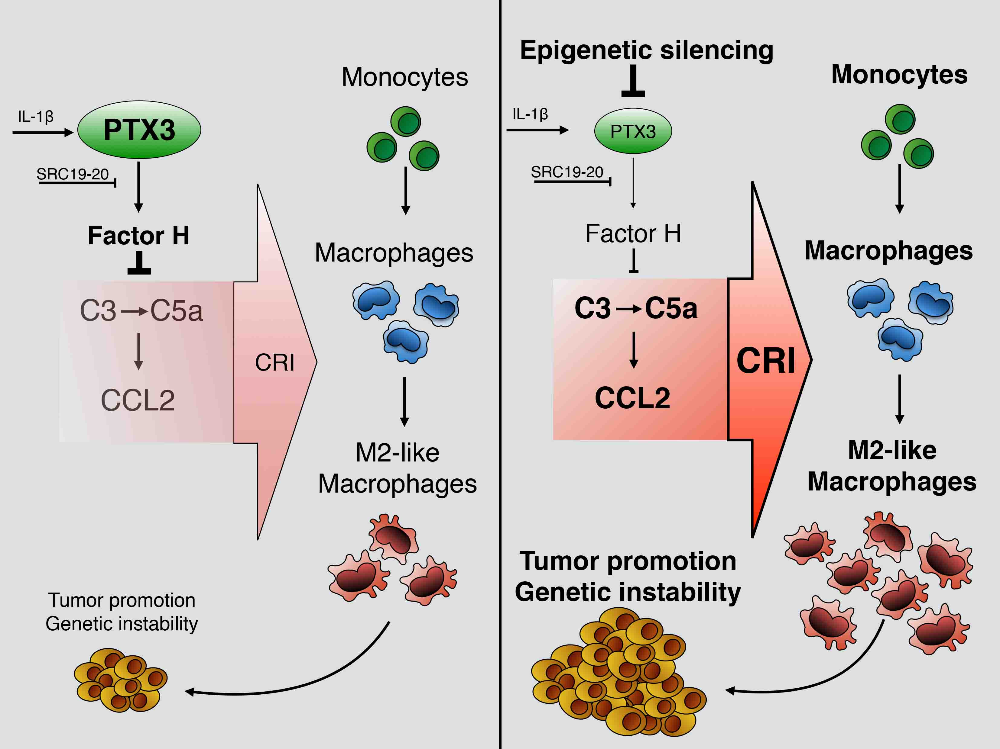 Monocytes
IL-1β
PTX3
SRC19-20
Factor H
Macrophages
C3 → C5a
CCL2
CRI
M2-like
Macrophages
Tumor promotion
Genetic instability
Epigenetic silencing
Monocytes
IL-1β
PTX3
SRC19-20
Factor H
Macrophages
C3 → C5a
CCL2
CRI
M2-like
Macrophages
Tumor promotion
Genetic instability